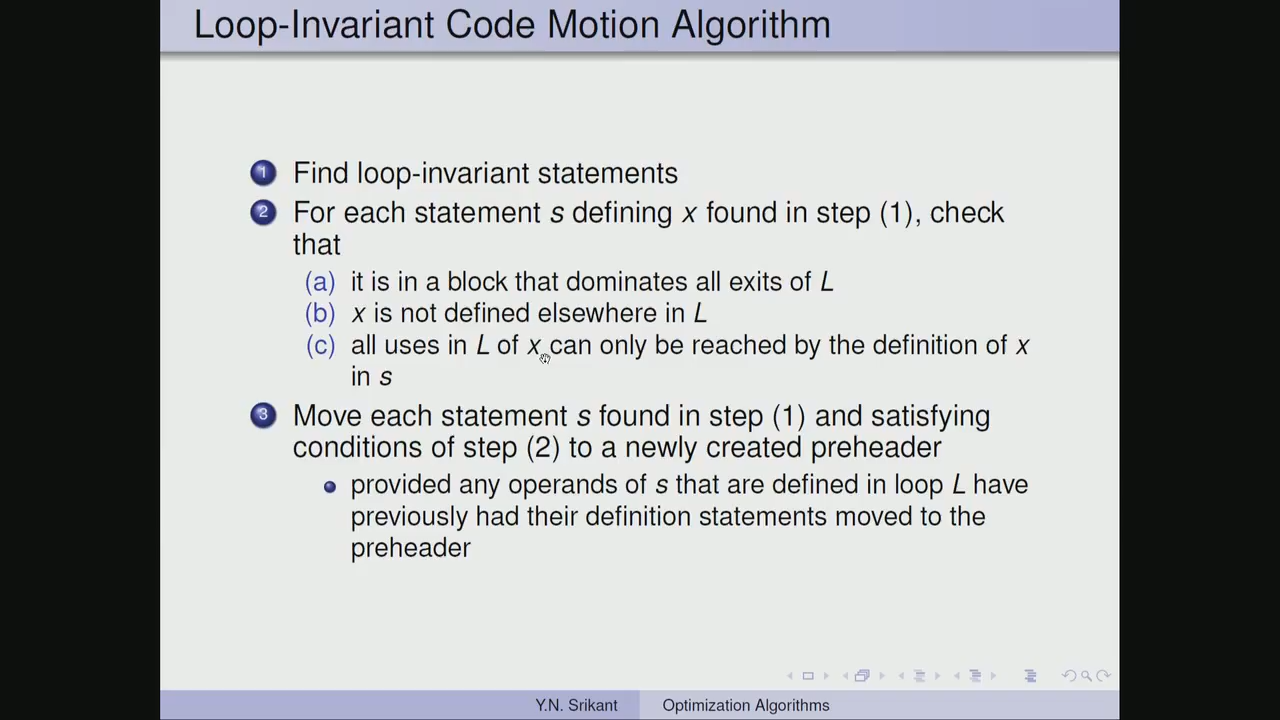 Loop-Invariant Code Motion Algorithm
1 Find loop-invariant statements
2 For each statement s defining x found in step (1), check
that
(a) it is in a block that dominates all exits of L
(b) x is not defined elsewhere in L
(c) all uses in L of x can only be reached by the definition of x
in s
3 Move each statement s found in step (1) and satisfying
conditions of step (2) to a newly created preheader
provided any operands of s that are defined in loop L have
previously had their definition statements moved to the
preheader
Y.N. Srikant Optimization Algorithms